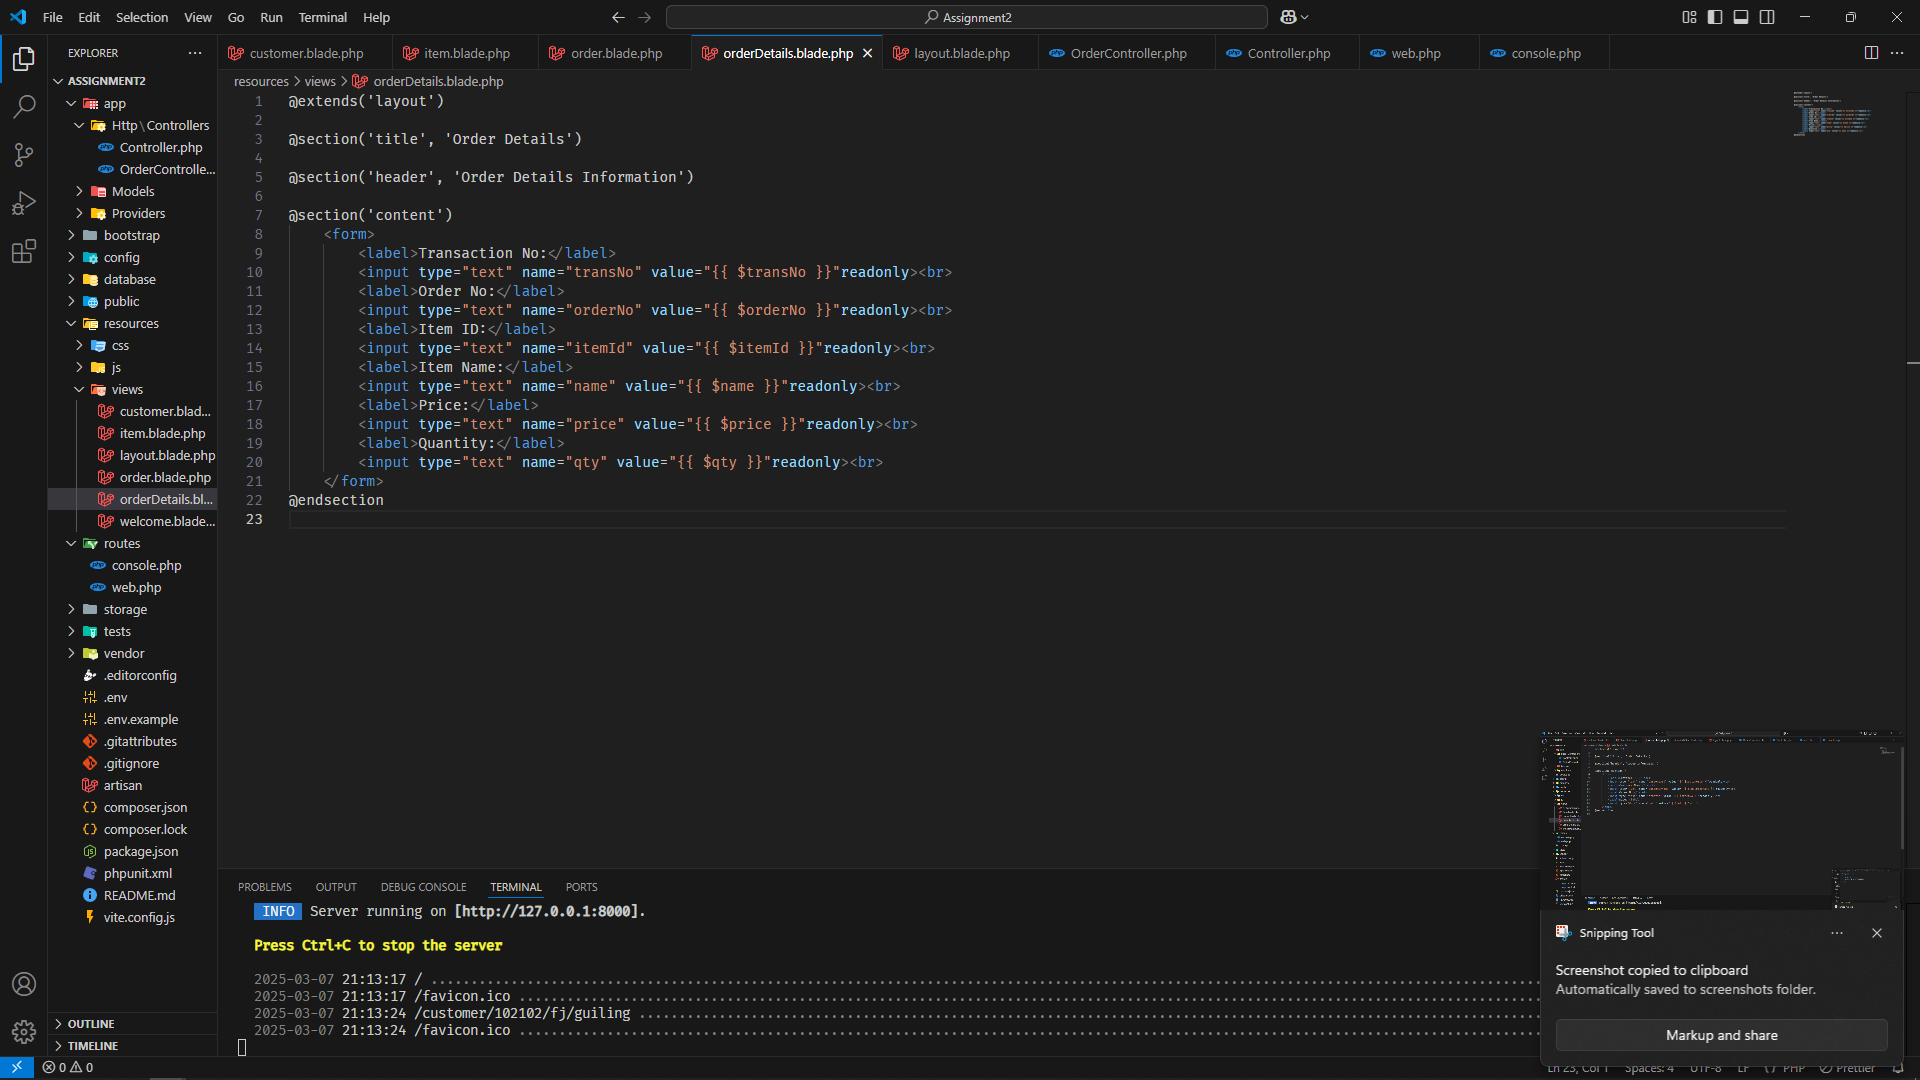 File Edit Selection View Go Run Terminal Help
Assignment2
EXPLORER
customer.blade.php item.blade.php order.blade.php orderDetails.blade.php layout.blade.php OrderController.php Controller.php web.php console.php
ASSIGNMENT2
resources > views > orderDetails.blade.php
app
Http\Controllers
Controller.php
OrderControlle...
Models
Providers
bootstrap
config
database
public
resources
css
js
views
customer.blad...
item.blade.php
layout.blade.php
order.blade.php
orderDetails.bl...
welcome.blade...
routes
console.php
web.php
storage
tests
vendor
.editorconfig
.env
.env.example
.gitattributes
.gitignore
artisan
composer.json
composer.lock
package.json
phpunit.xml
README.md
vite.config.js
OUTLINE
TIMELINE
1 @extends('layout')
2
3 @section('title', 'Order Details')
4
5 @section('header', 'Order Details Information')
6
7 @section('content')
8 <form>
9 <label>Transaction No:</label>
10 <input type="text" name="transNo" value="{{ $transNo }}"readonly><br>
11 <label>Order No:</label>
12 <input type="text" name="orderNo" value="{{ $orderNo }}"readonly><br>
13 <label>Item ID:</label>
14 <input type="text" name="itemId" value="{{ $itemId }}"readonly><br>
15 <label>Item Name:</label>
16 <input type="text" name="name" value="{{ $name }}"readonly><br>
17 <label>Price:</label>
18 <input type="text" name="price" value="{{ $price }}"readonly><br>
19 <label>Quantity:</label>
20 <input type="text" name="qty" value="{{ $qty }}"readonly><br>
21 </form>
22 @endsection
23
PROBLEMS OUTPUT DEBUG CONSOLE TERMINAL PORTS
INFO Server running on [http://127.0.0.1:8000].
Press Ctrl+C to stop the server
2025-03-07 21:13:17 /
2025-03-07 21:13:17 /favicon.ico
2025-03-07 21:13:24 /customer/102102/fj/guiling
2025-03-07 21:13:24 /favicon.ico
Snipping Tool
Screenshot copied to clipboard
Automatically saved to screenshots folder.
Markup and share
0 0
Ln 23, Col 1 Spaces: 4 UTF-8 LF PHP Prettier